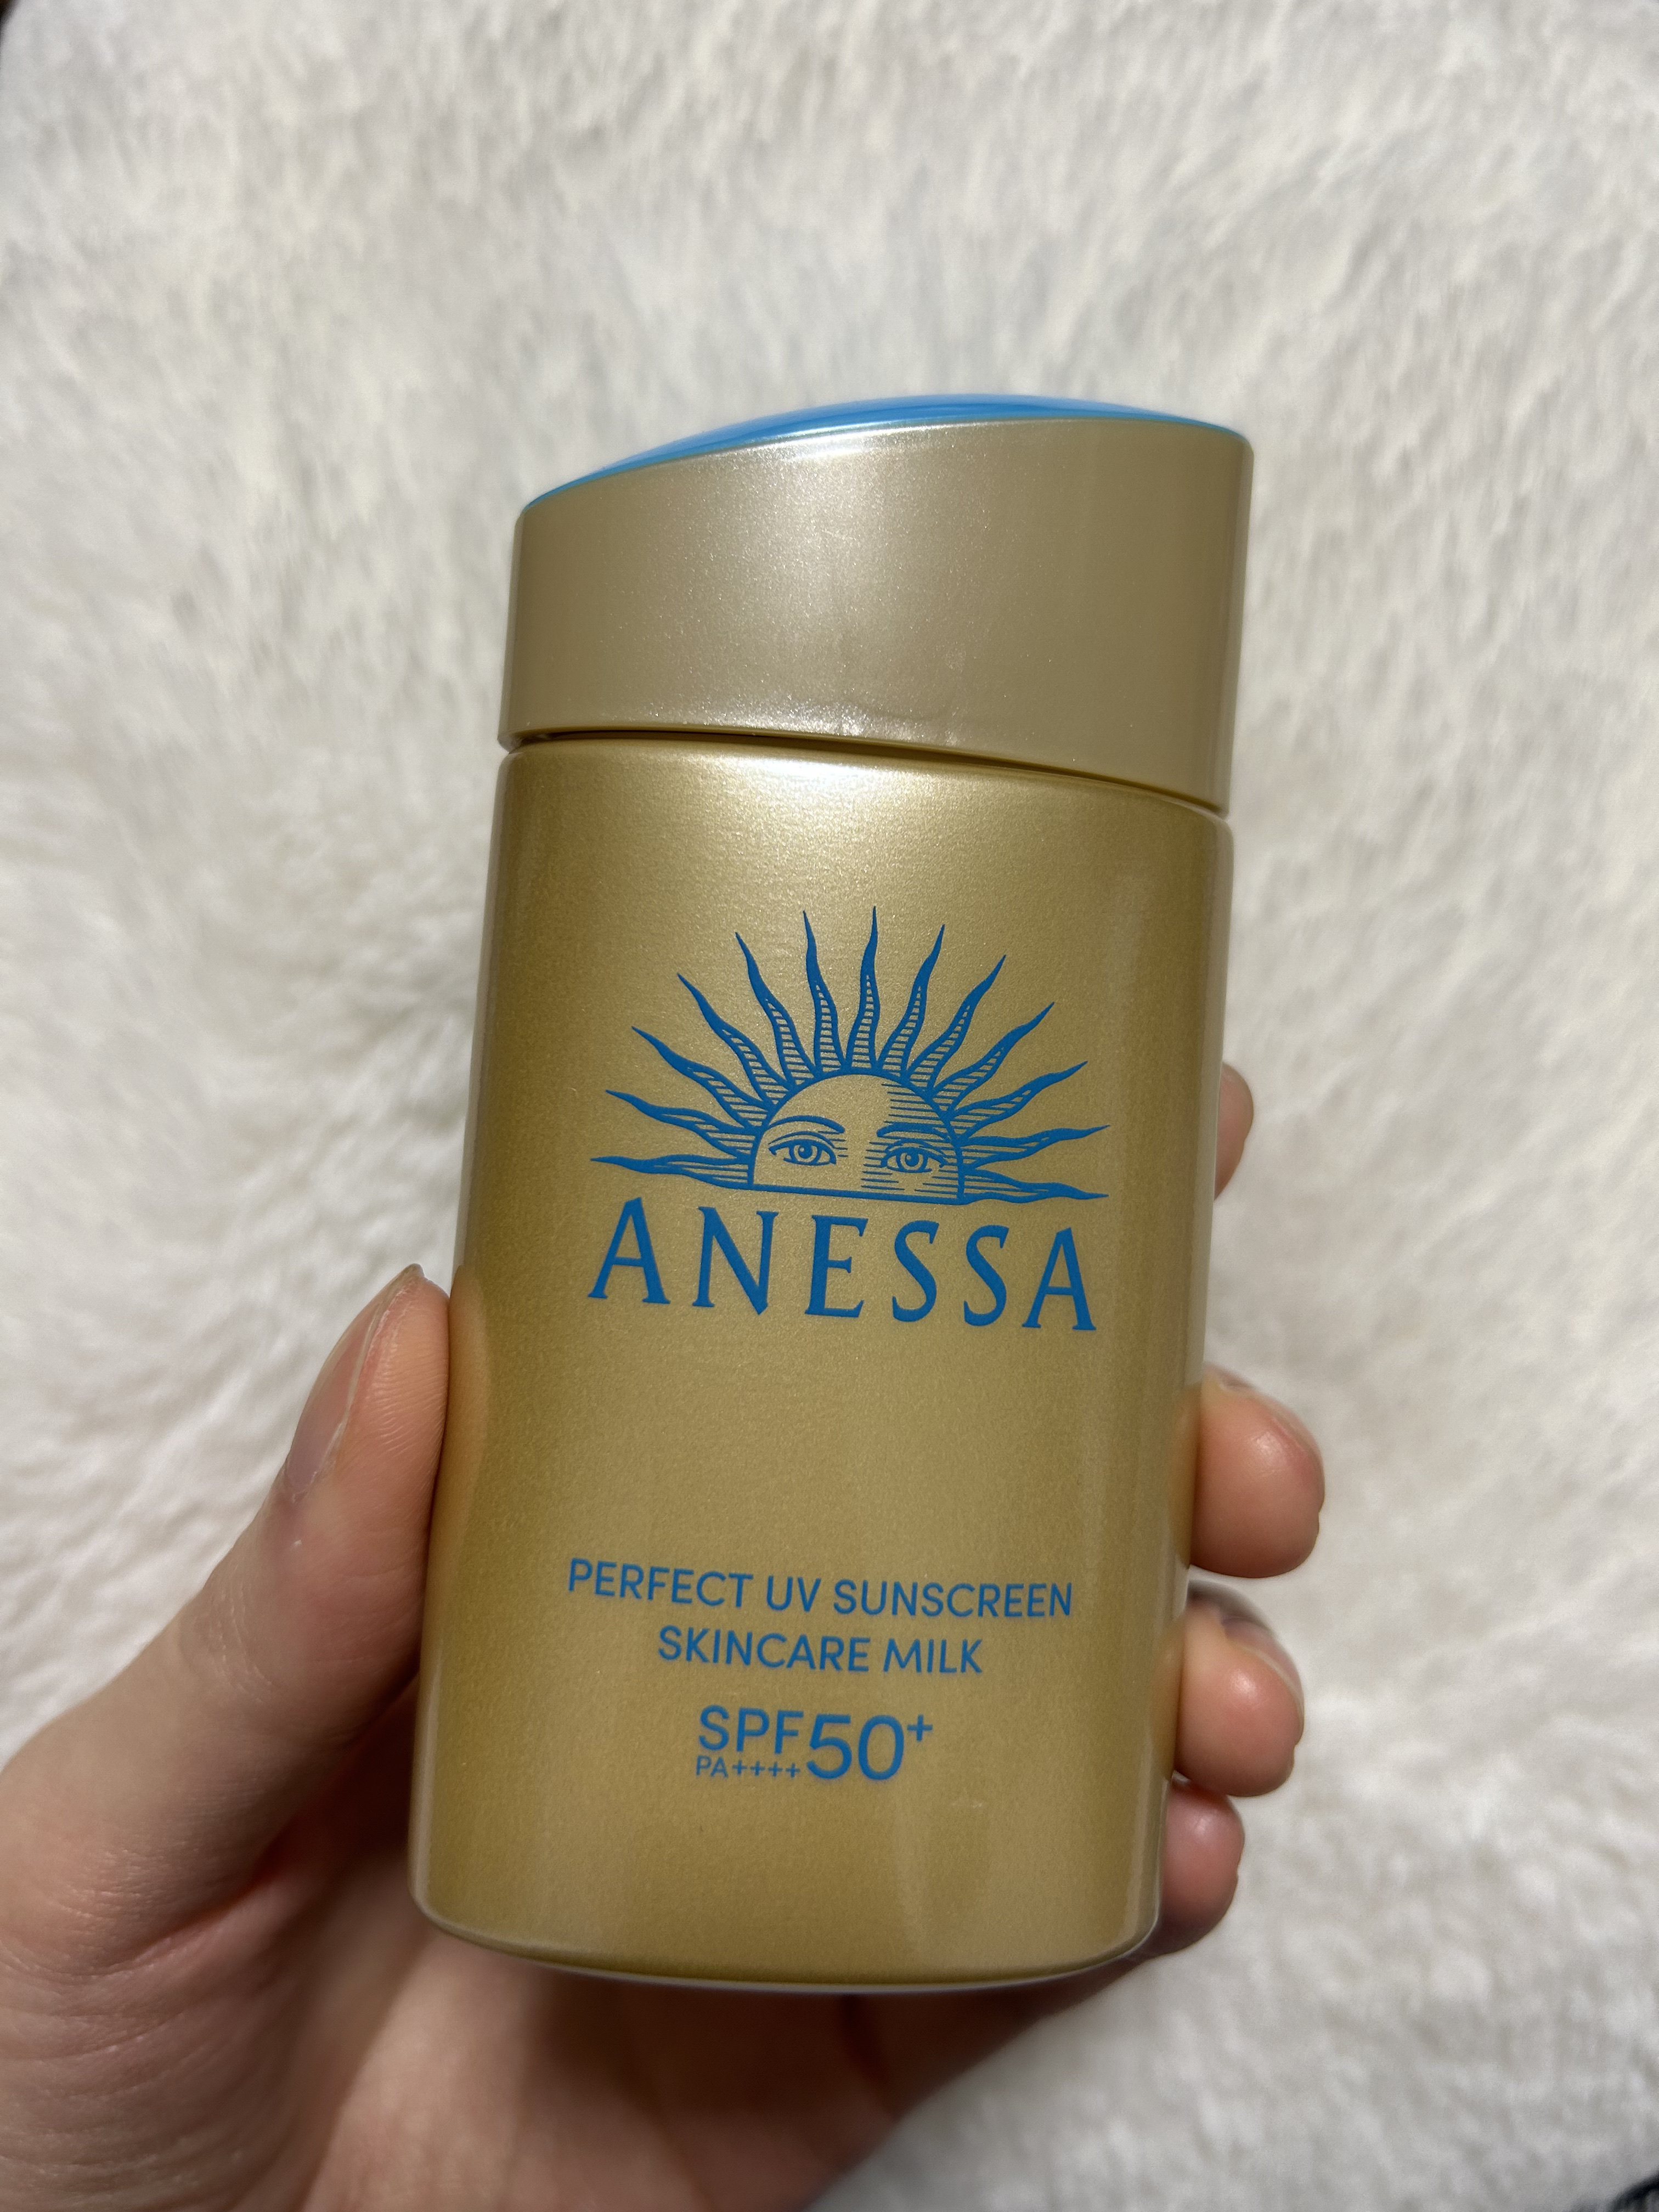 ANESSA
PERFECT UV SUNSCREEN
SKINCARE MILK
SPF50+
PA++++